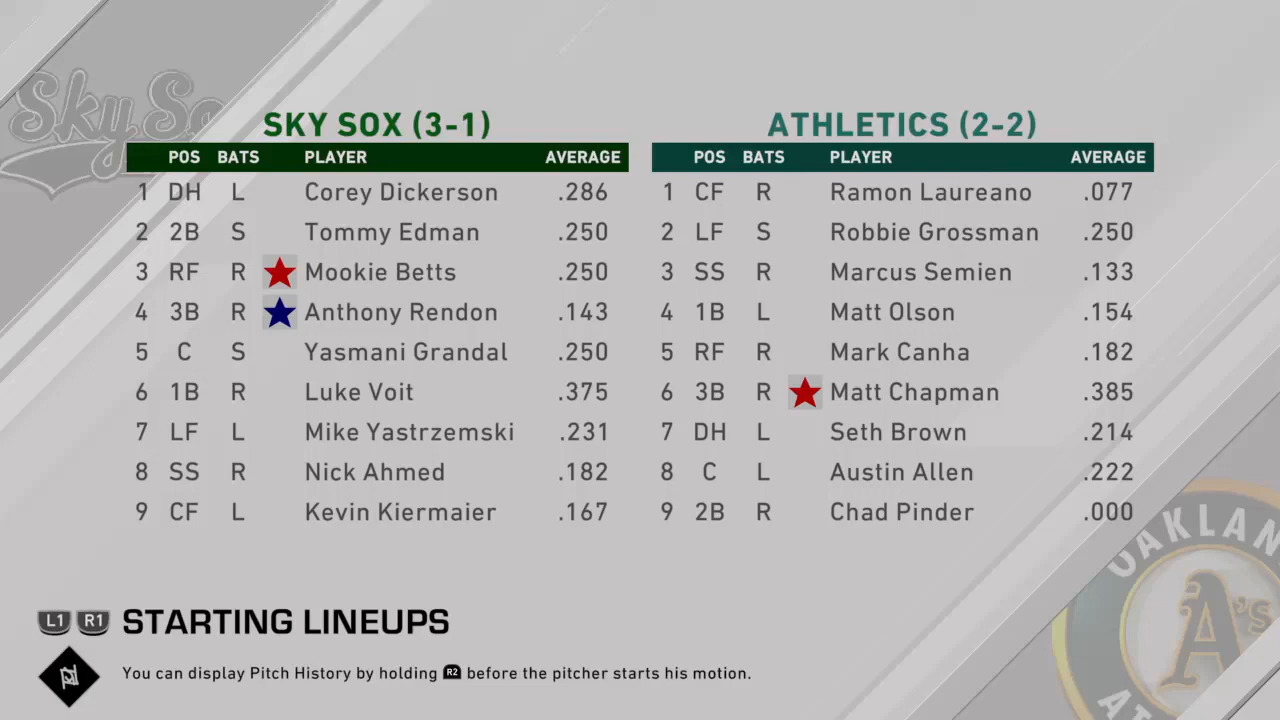 Sky So
SKY SOX (3-1)
POS BATS PLAYER AVERAGE
1 DH L Corey Dickerson .286
2 2B S Tommy Edman .250
3 RF R Mookie Betts .250
4 3B R Anthony Rendon .143
5 C S Yasmani Grandal .250
6 1B R Luke Voit .375
7 LF L Mike Yastrzemski .231
8 SS R Nick Ahmed .182
9 CF L Kevin Kiermaier .167
ATHLETICS (2-2)
POS BATS PLAYER AVERAGE
1 CF R Ramon Laureano .077
2 LF S Robbie Grossman .250
3 SS R Marcus Semien .133
4 1B L Matt Olson .154
5 RF R Mark Canha .182
6 3B R Matt Chapman .385
7 DH L Seth Brown .214
8 C L Austin Allen .222
9 2B R Chad Pinder .000
OAKLAN
A's
AT
L1 R1 STARTING LINEUPS
You can display Pitch History by holding R2 before the pitcher starts his motion.